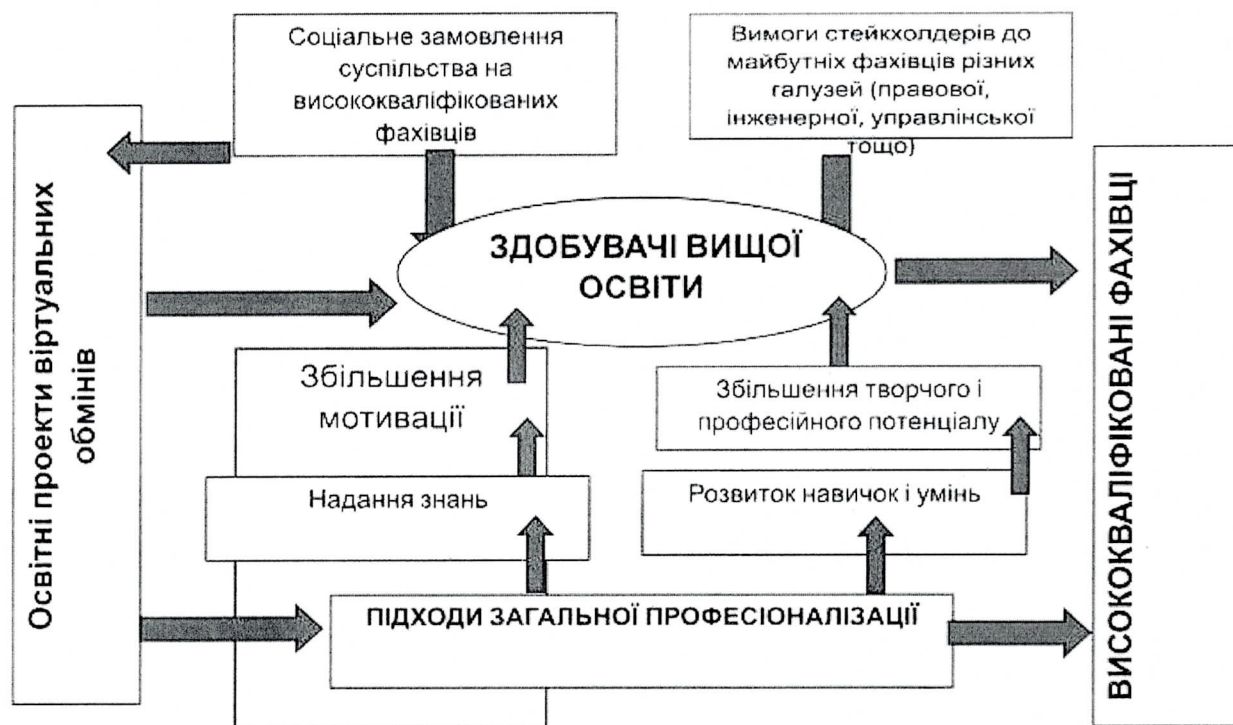 Соціальне замовлення
суспільства на
висококваліфікованих
фахівців
Вимоги стейкхолдерів до
майбутніх фахівців різних
галузей (правової,
інженерної, управлінської
тощо)
Освітні проекти віртуальних
обмінів
ЗДОБУВАЧІ ВИЩОЇ
ОСВІТИ
ВИСОКОКВАЛІФІКОВАНІ ФАХІВЦІ
Збільшення
мотивації
Збільшення творчого і
професійного потенціалу
Надання знань
Розвиток навичок і умінь
ПІДХОДИ ЗАГАЛЬНОЇ ПРОФЕСІОНАЛІЗАЦІЇ